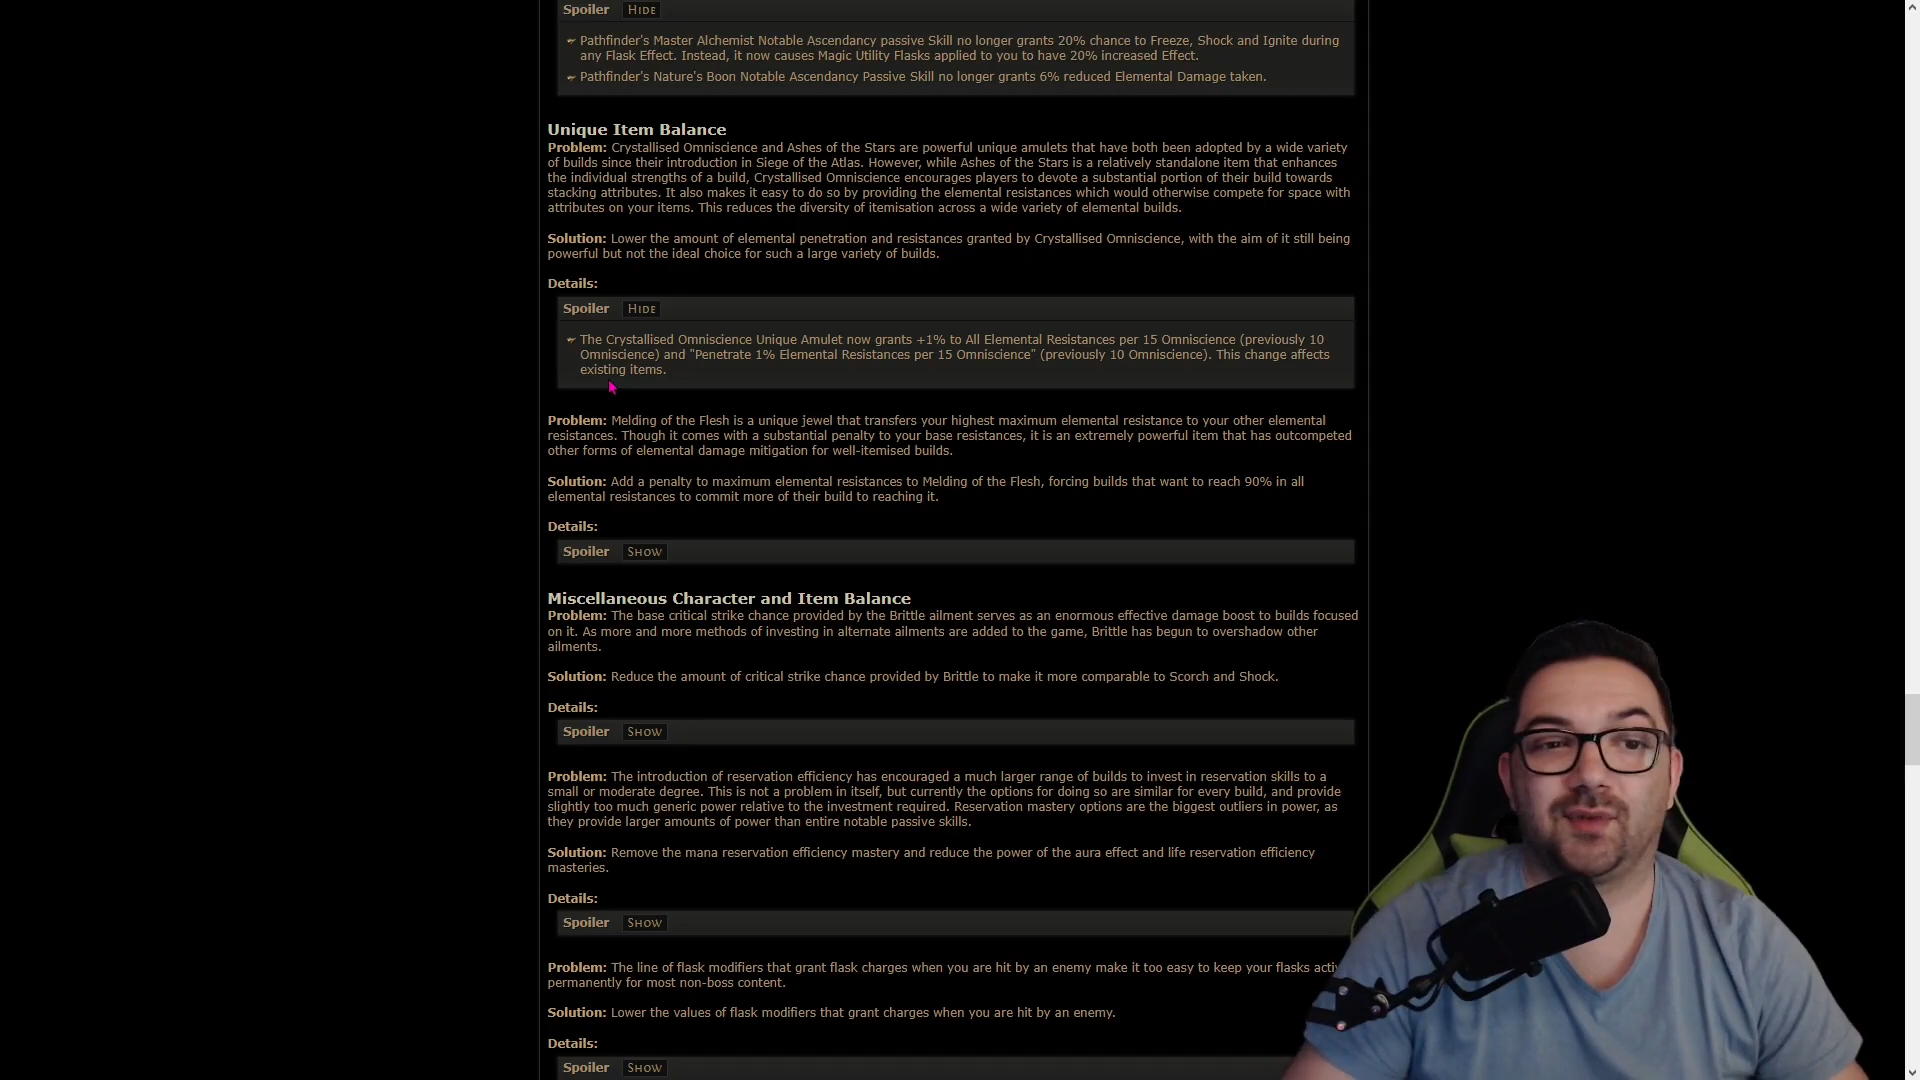 Spoiler HIDE
Pathfinder's Master Alchemist Notable Ascendancy passive Skill no longer grants 20% chance to Freeze, Shock and Ignite during
any Flask Effect. Instead, it now causes Magic Utility Flasks applied to you to have 20% increased Effect.
Pathfinder's Nature's Boon Notable Ascendancy Passive Skill no longer grants 6% reduced Elemental Damage taken.
Unique Item Balance
Problem: Crystallised Omniscience and Ashes of the Stars are powerful unique amulets that have both been adopted by a wide variety
of builds since their introduction in Siege of the Atlas. However, while Ashes of the Stars is a relatively standalone item that enhances
the individual strengths of a build, Crystallised Omniscience encourages players to devote a substantial portion of their build towards
stacking attributes. It also makes it easy to do so by providing the elemental resistances which would otherwise compete for space with
attributes on your items. This reduces the diversity of itemisation across a wide variety of elemental builds.
Solution: Lower the amount of elemental penetration and resistances granted by Crystallised Omniscience, with the aim of it still being
powerful but not the ideal choice for such a large variety of builds.
Details:
Spoiler HIDE
The Crystallised Omniscience Unique Amulet now grants +1% to All Elemental Resistances per 15 Omniscience (previously 10
Omniscience) and "Penetrate 1% Elemental Resistances per 15 Omniscience" (previously 10 Omniscience). This change affects
existing items.
Problem: Melding of the Flesh is a unique jewel that transfers your highest maximum elemental resistance to your other elemental
resistances. Though it comes with a substantial penalty to your base resistances, it is an extremely powerful item that has outcompeted
other forms of elemental damage mitigation for well-itemised builds.
Solution: Add a penalty to maximum elemental resistances to Melding of the Flesh, forcing builds that want to reach 90% in all
elemental resistances to commit more of their build to reaching it.
Details:
Spoiler SHOW
Miscellaneous Character and Item Balance
Problem: The base critical strike chance provided by the Brittle ailment serves as an enormous effective damage boost to builds focused
on it. As more and more methods of investing in alternate ailments are added to the game, Brittle has begun to overshadow other
ailments.
Solution: Reduce the amount of critical strike chance provided by Brittle to make it more comparable to Scorch and Shock.
Details:
Spoiler SHOW
Problem: The introduction of reservation efficiency has encouraged a much larger range of builds to invest in reservation skills to a
small or moderate degree. This is not a problem in itself, but currently the options for doing so are similar for every build, and provide
slightly too much generic power relative to the investment required. Reservation mastery options are the biggest outliers in power, as
they provide larger amounts of power than entire notable passive skills.
Solution: Remove the mana reservation efficiency mastery and reduce the power of the aura effect and life reservation efficiency
masteries.
Details:
Spoiler SHOW
Problem: The line of flask modifiers that grant flask charges when you are hit by an enemy make it too easy to keep your flasks
permanently for most non-boss content.
Solution: Lower the values of flask modifiers that grant charges when you are hit by an enemy.
Details:
Spoiler SHOW